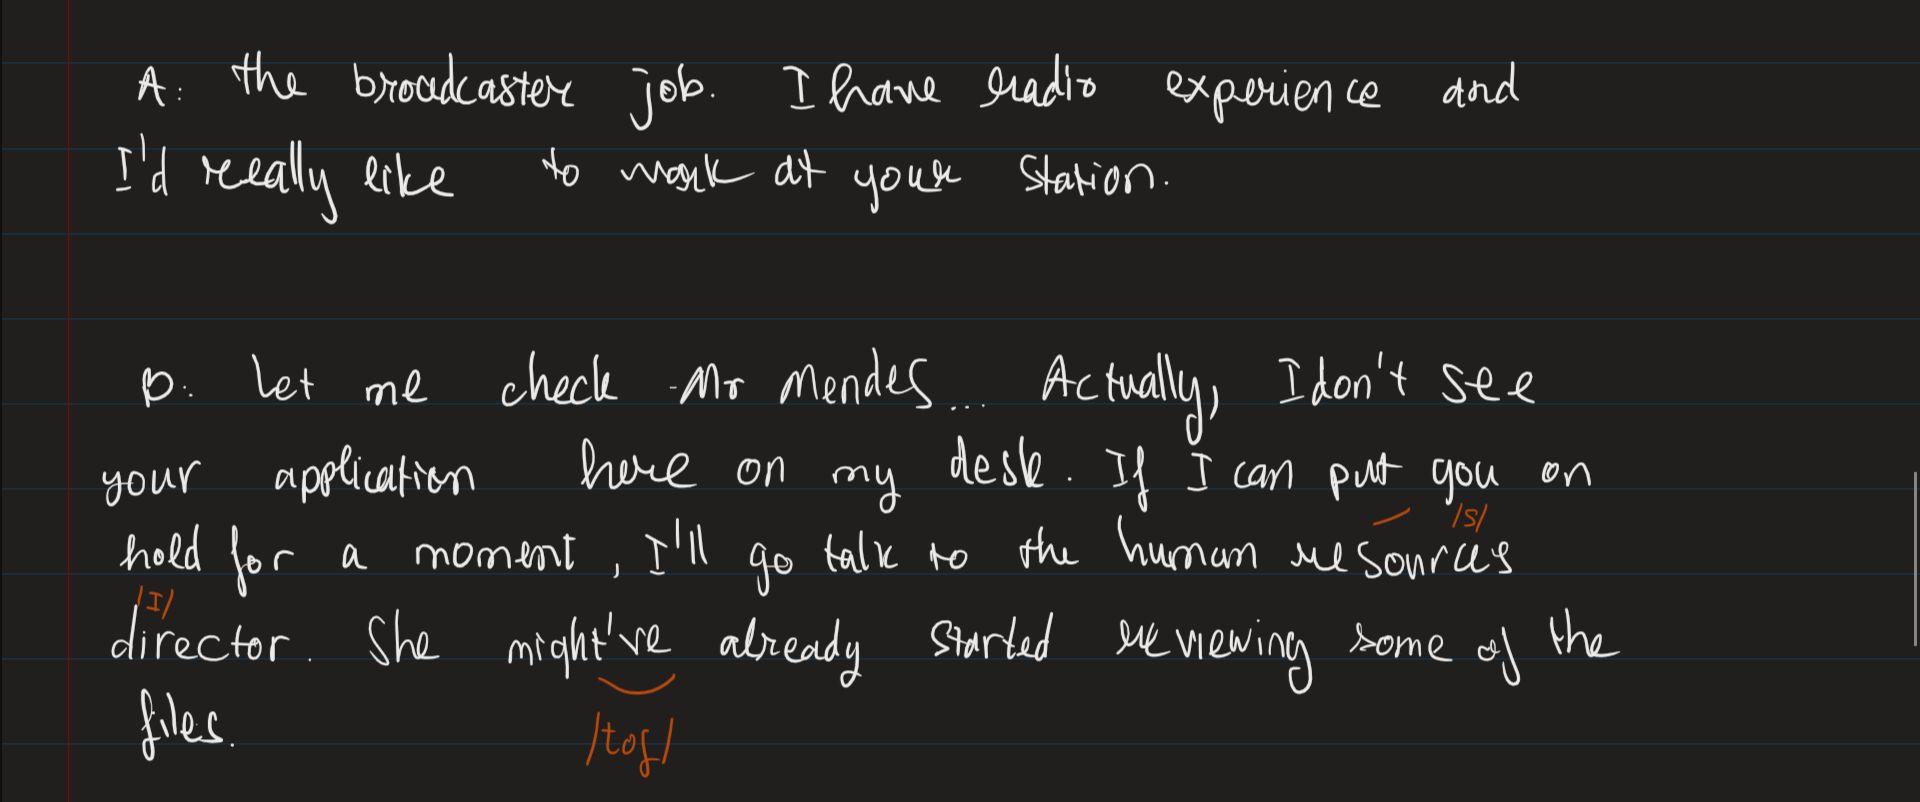 A: the broadcaster job. I have radio experience and
I'd really like to work at your station.
B: Let me check Mr Mendes... Actually, I don't see
your application here on my desk. If I can put you on
/s/
hold for a moment, I'll go talk to the human resources
/I/
director. She might've already started reviewing some of the
files.
/tof/